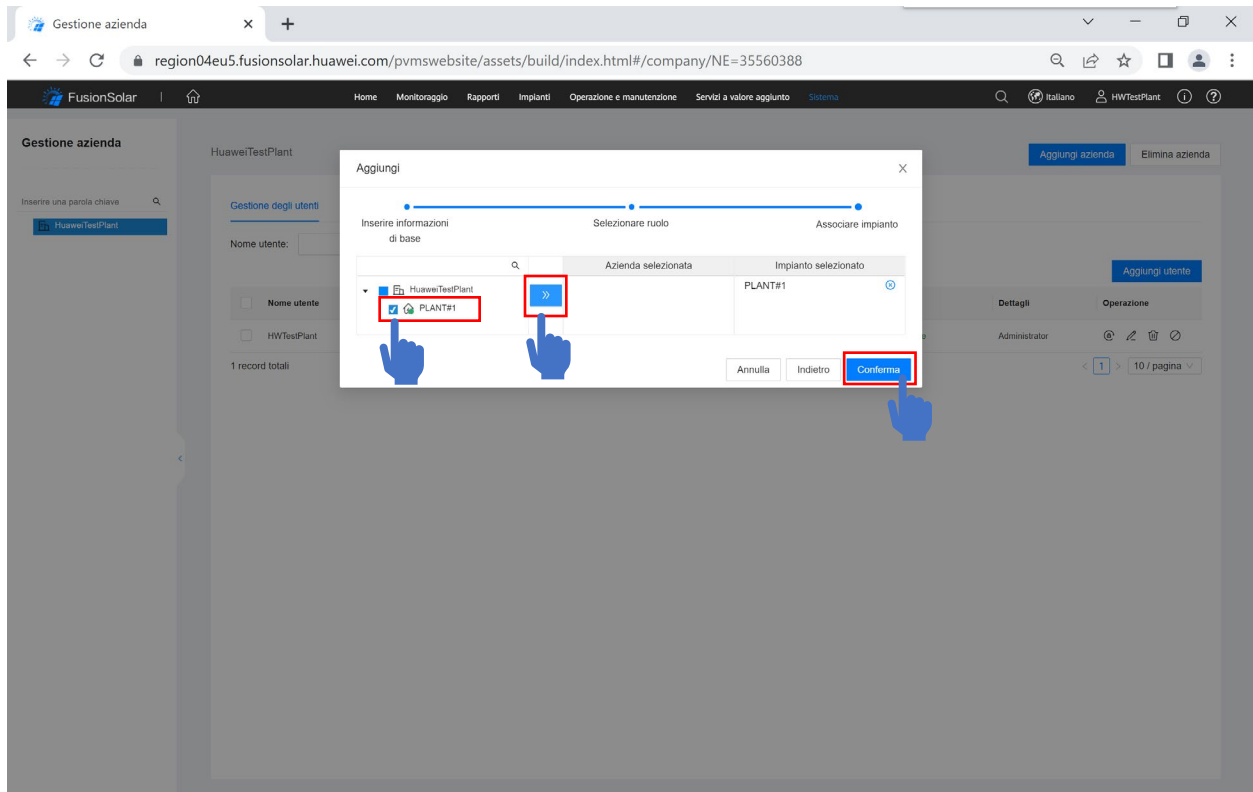 Gestione azienda
region04eu5.fusionsolar.huawei.com/pvmswebsite/assets/build/index.html#/company/NE=35560388
FusionSolar
Home Monitoraggio Rapporti Impianti Operazione e manutenzione Servizi a valore aggiunto Sistema
Italiano HWTestPlant
Gestione azienda
HuaweiTestPlant
Aggiungi azienda Elimina azienda
Inserire una parola chiave
HuaweiTestPlant
Gestione degli utenti
Nome utente:
Aggiungi utente
Nome utente Dettagli Operazione
HWTestPlant Administrator
1 record totali
1 10 / pagina
Aggiungi
Inserire informazioni di base
Selezionare ruolo
Associare impianto
Azienda selezionata Impianto selezionato
HuaweiTestPlant
PLANT#1
PLANT#1
Annulla Indietro Conferma